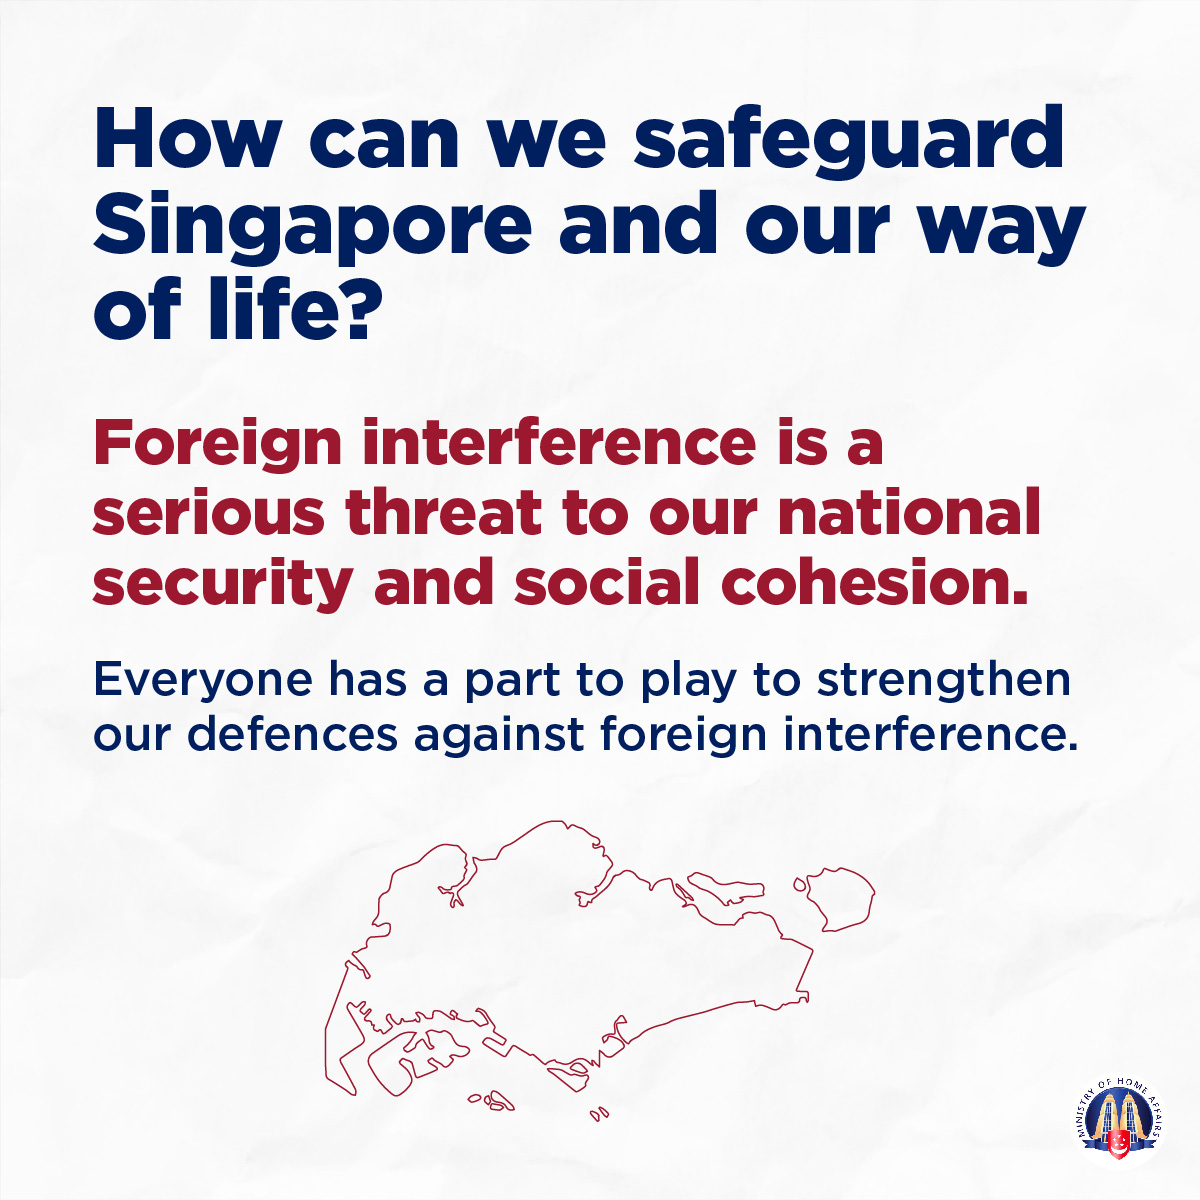 How can we safeguard
Singapore and our way
of life?
Foreign interference is a
serious threat to our national
security and social cohesion.
Everyone has a part to play to strengthen
our defences against foreign interference.
MINISTRY OF HOME AFFAIRS